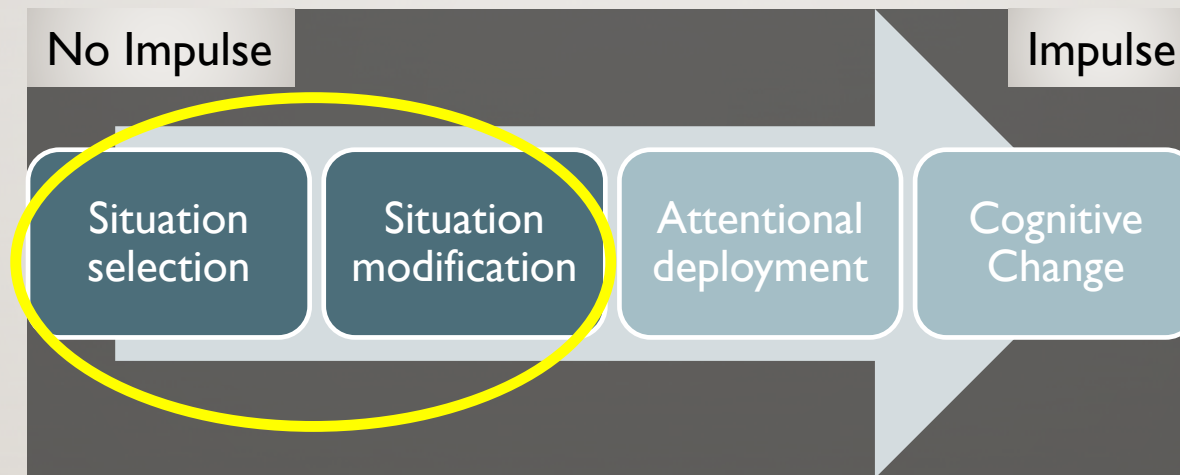 No Impulse
Impulse
Situation
selection
Situation
modification
Attentional
deployment
Cognitive
Change